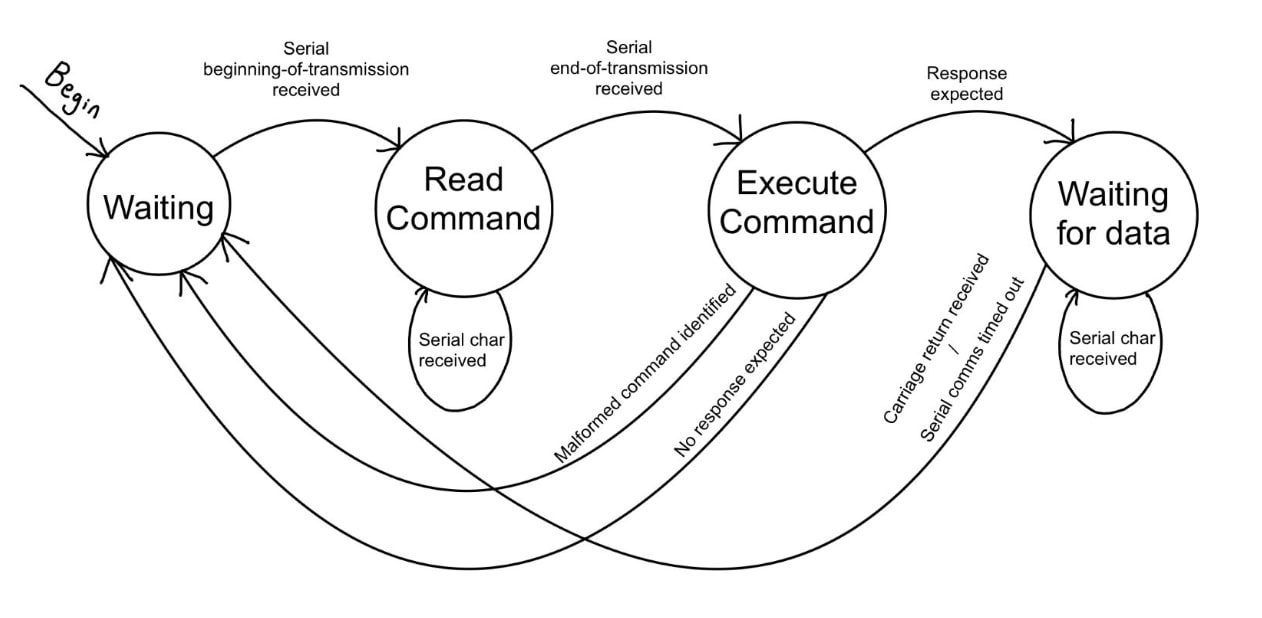 Begin
Serial
beginning-of-transmission
received
Serial
end-of-transmission
received
Response
expected
Waiting
Read
Command
Execute
Command
Waiting
for data
Serial char
received
Malformed command identified
No response expected
Carriage return received
/
Serial comms timed out
Serial char
received